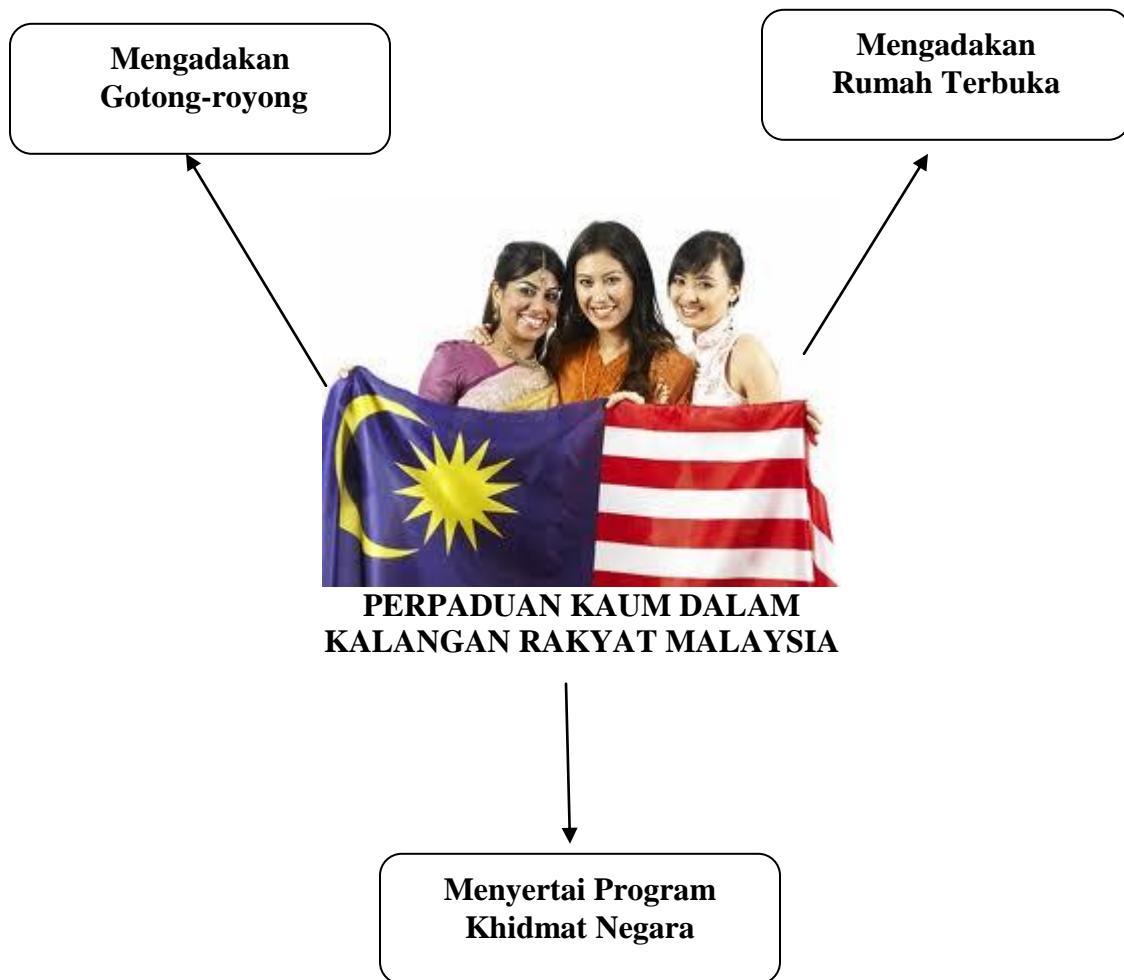 Mengadakan
Gotong-royong
Mengadakan
Rumah Terbuka
PERPADUAN KAUM DALAM
KALANGAN RAKYAT MALAYSIA
Menyertai Program
Khidmat Negara